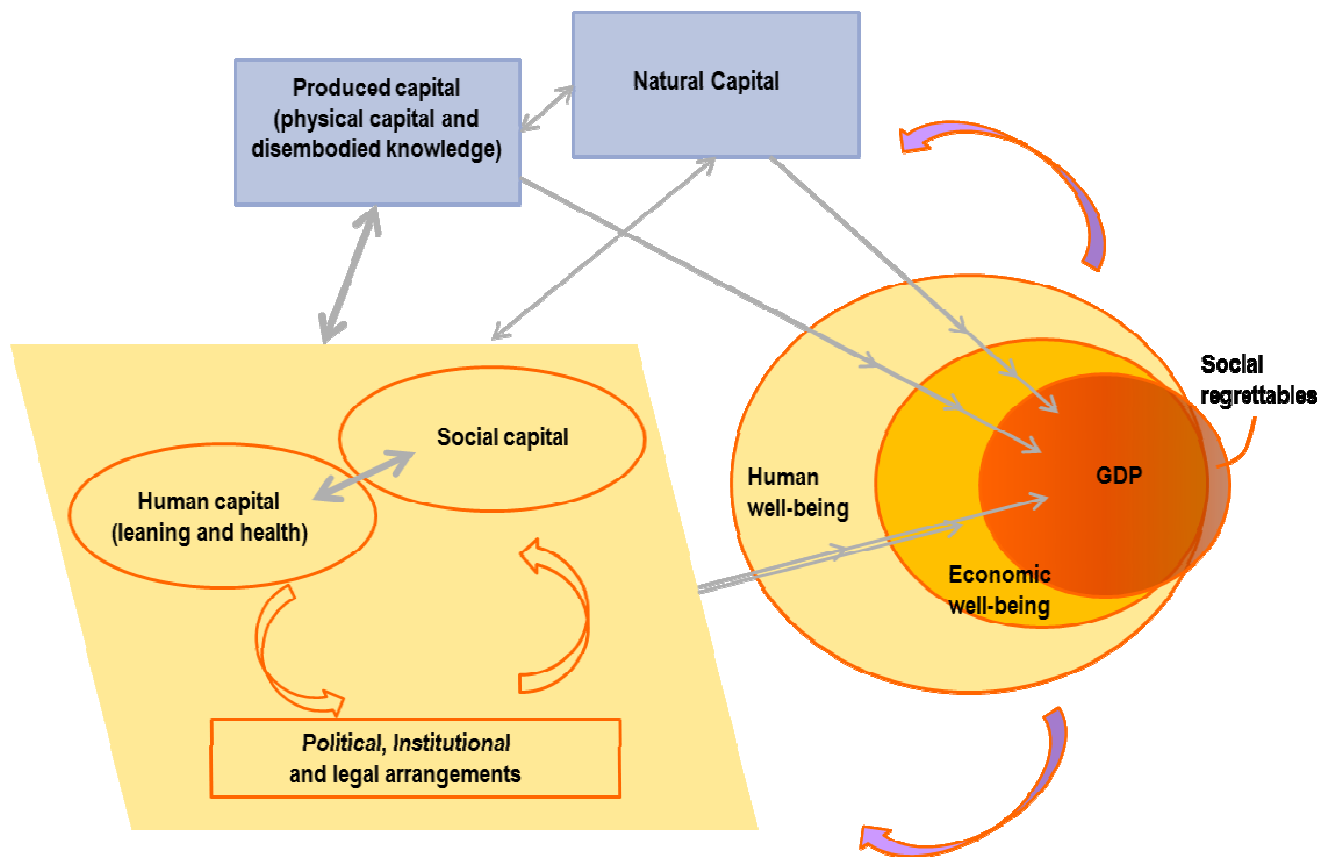 Produced capital
(physical capital and
disembodied knowledge)
Natural Capital
Social capital
Human capital
(leaning and health)
Political, Institutional
and legal arrangements
Human
well-being
Economic
well-being
GDP
Social
regrettables